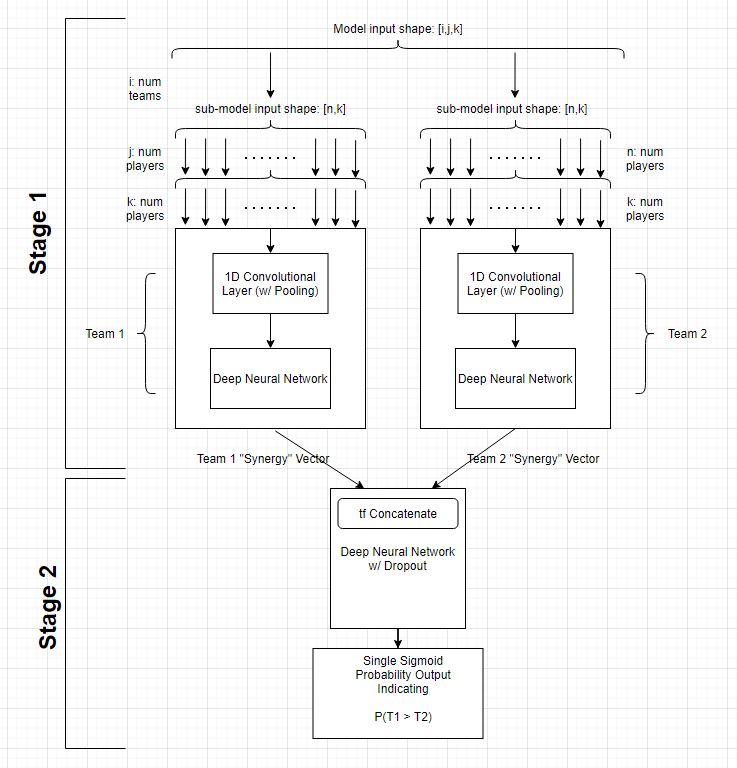 Model input shape: [i,j,k]
i: num
teams
sub-model input shape: [n,k]
sub-model input shape: [n,k]
j: num
players
n: num
players
k: num
players
k: num
players
Stage 1
1D Convolutional
Layer (w/ Pooling)
1D Convolutional
Layer (w/ Pooling)
Team 1
Team 2
Deep Neural Network
Deep Neural Network
Team 1 "Synergy" Vector
Team 2 "Synergy" Vector
Stage 2
tf Concatenate
Deep Neural Network
w/ Dropout
Single Sigmoid
Probability Output
Indicating
P(T1 > T2)